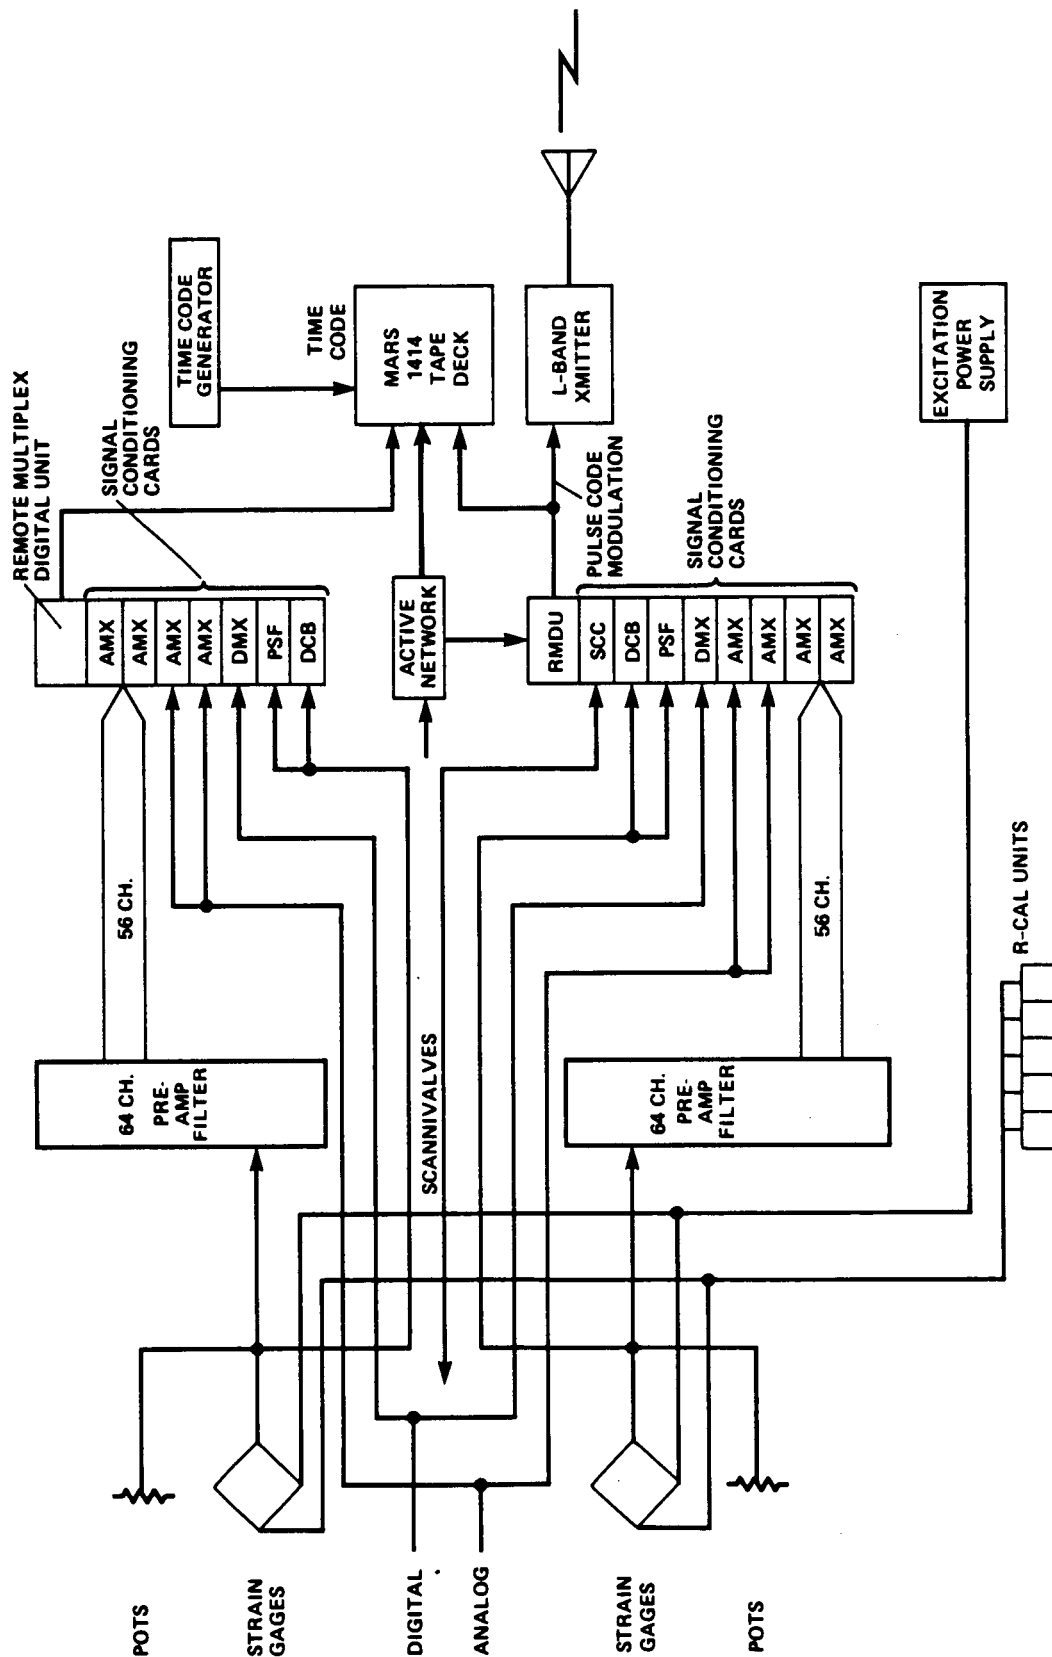 POTS
STRAIN
GAGES
DIGITAL
ANALOG
STRAIN
GAGES
POTS
64 CH.
PRE-
AMP
FILTER
SCANNIVALVES
64 CH.
PRE-
AMP
FILTER
R-CAL UNITS
56 CH.
56 CH.
REMOTE MULTIPLEX
DIGITAL UNIT
AMX
AMX
AMX
AMX
DMX
PSF
DCB
SIGNAL
CONDITIONING
CARDS
ACTIVE
NETWORK
RMDU
SCC
DCB
PSF
DMX
AMX
AMX
AMX
AMX
PULSE CODE
MODULATION
SIGNAL
CONDITIONING
CARDS
TIME CODE
GENERATOR
TIME
CODE
MARS
1414
TAPE
DECK
L-BAND
XMITTER
EXCITATION
POWER
SUPPLY